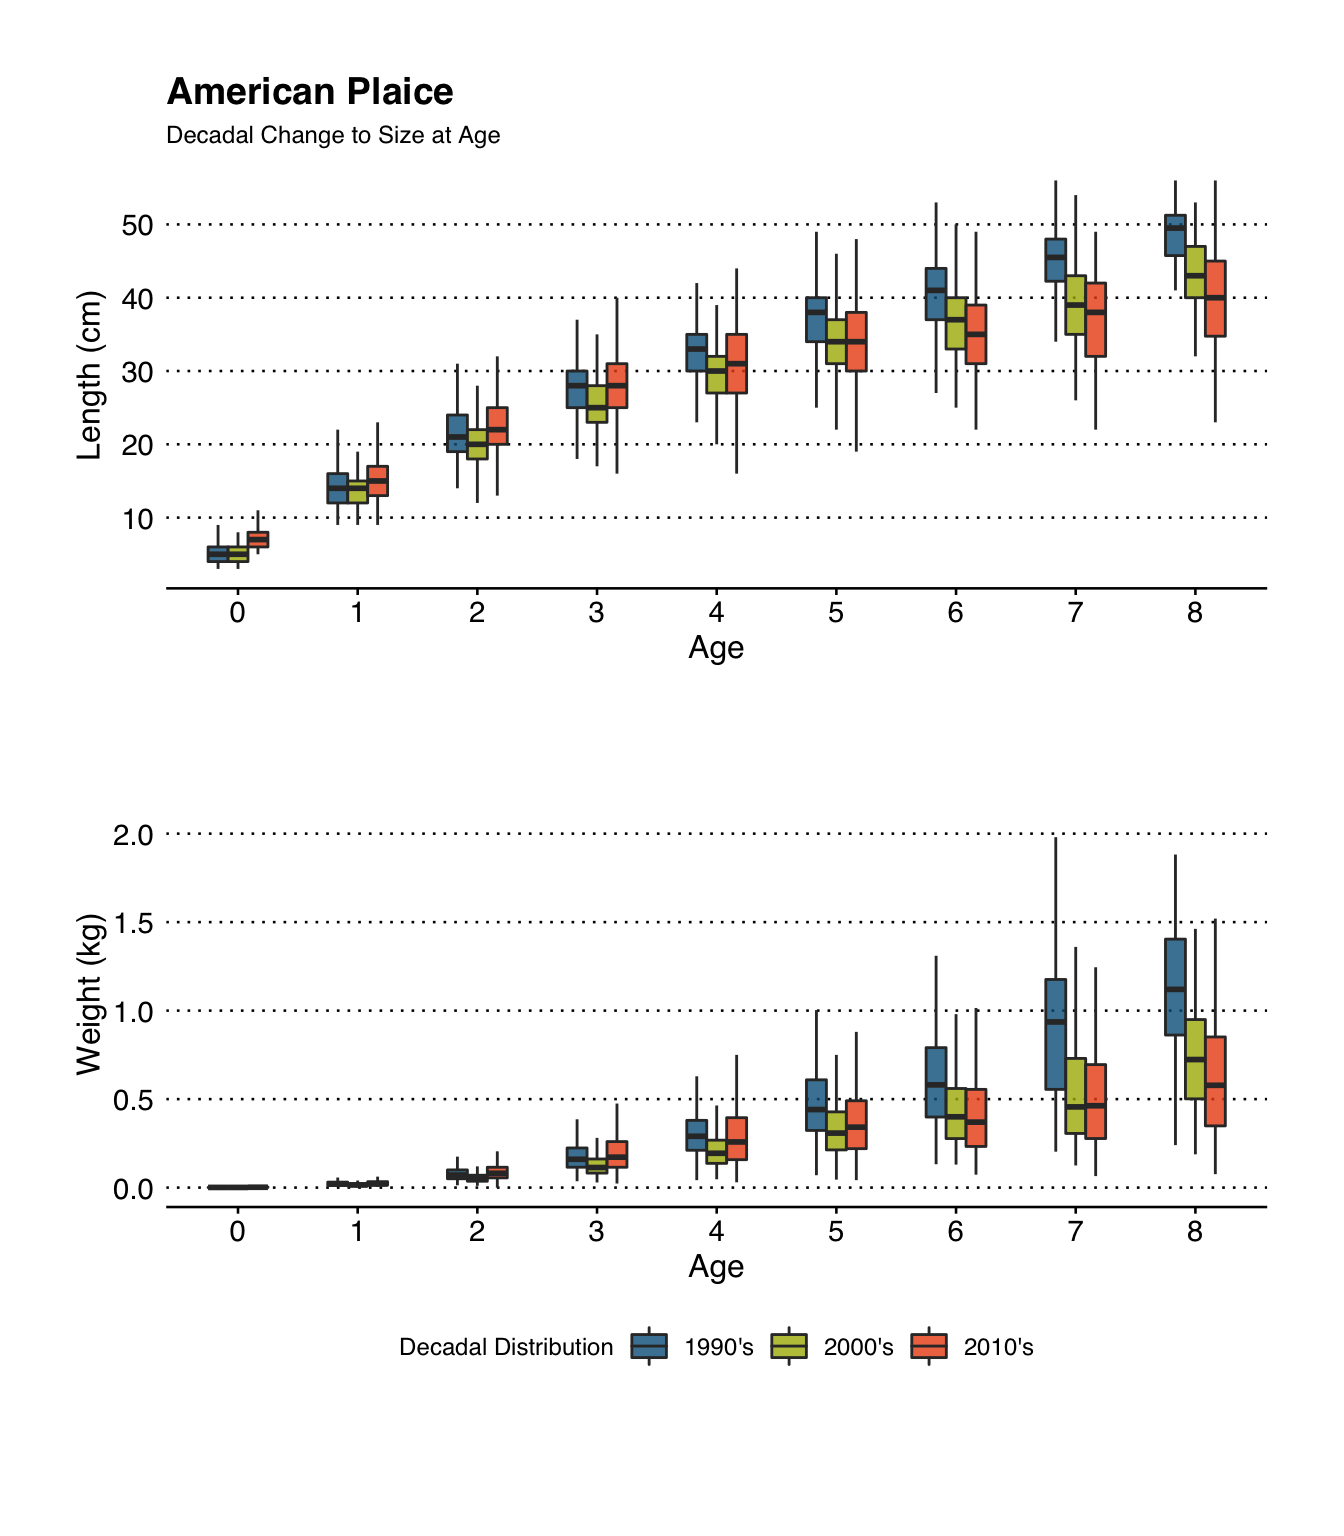 American Plaice
Decadal Change to Size at Age
50
40
30
20
10
Length (cm)
0 1 2 3 4 5 6 7 8
Age
2.0
1.5
1.0
0.5
0.0
Weight (kg)
0 1 2 3 4 5 6 7 8
Age
Decadal Distribution 1990's 2000's 2010's